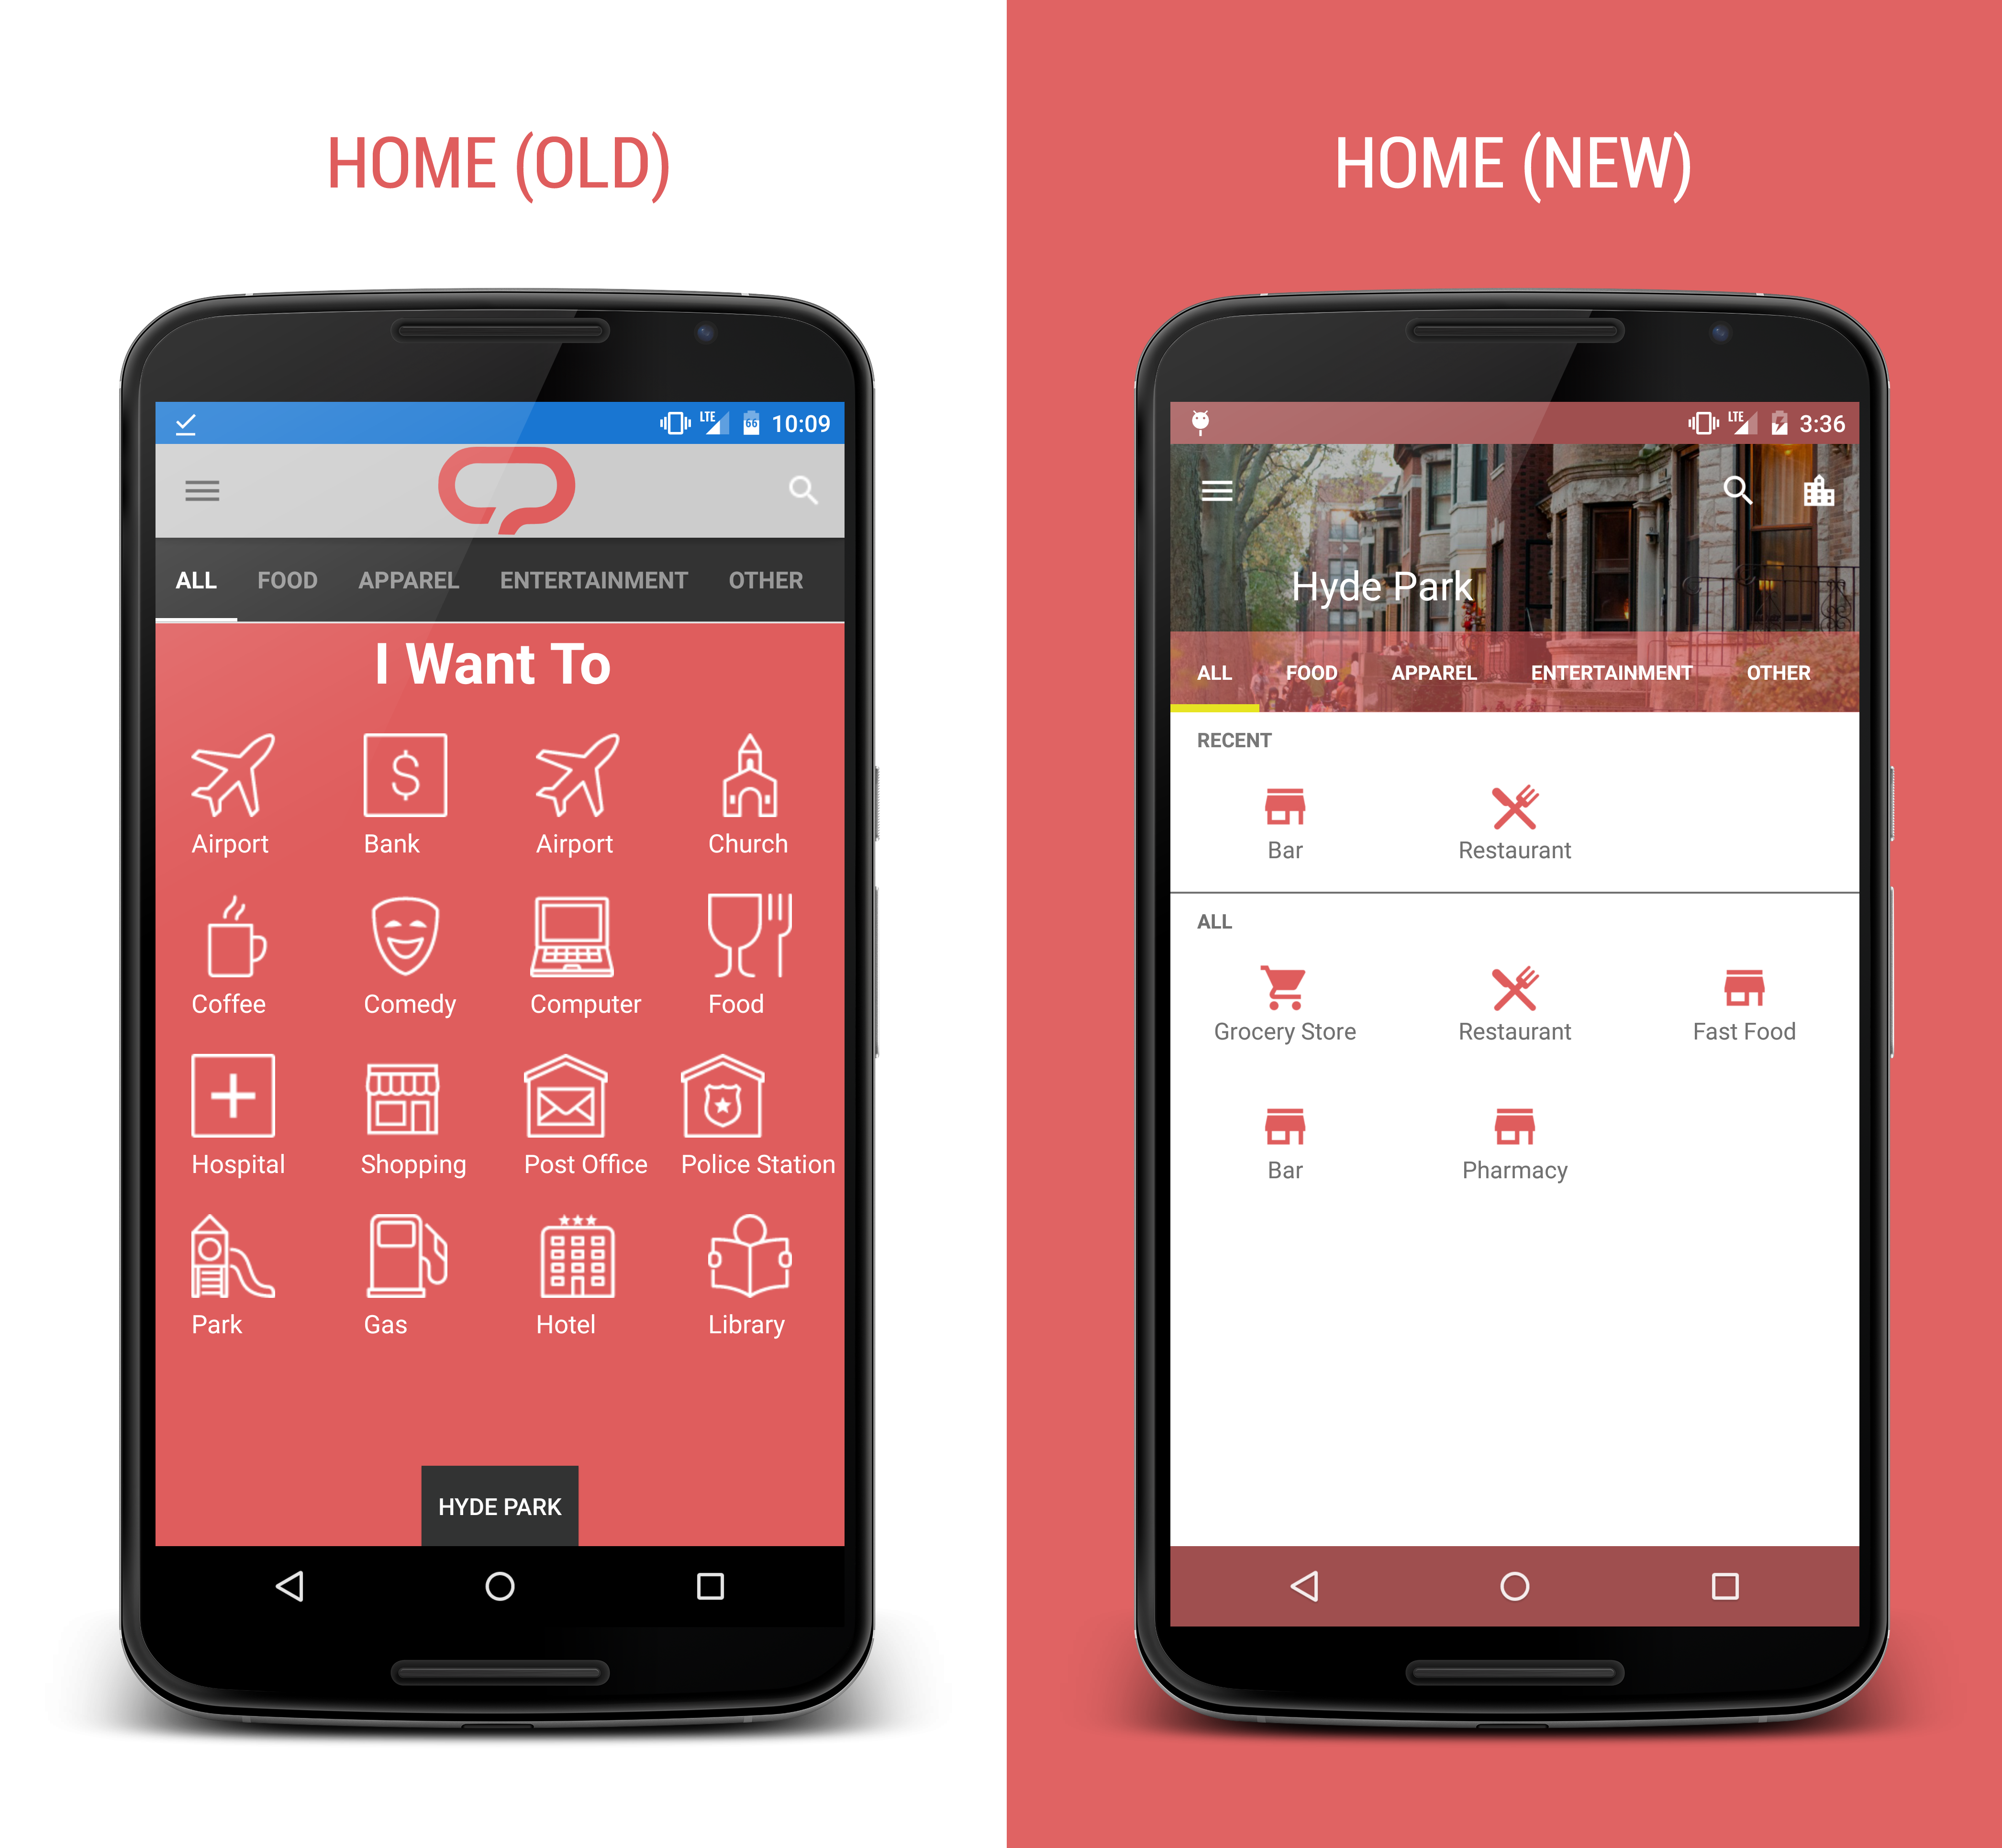 HOME (OLD)
LTE 66 10:09
ALL FOOD APPAREL ENTERTAINMENT OTHER
I Want To
Airport Bank Airport Church
Coffee Comedy Computer Food
Hospital Shopping Post Office Police Station
Park Gas Hotel Library
HYDE PARK
HOME (NEW)
LTE 3:36
Hyde Park
ALL FOOD APPAREL ENTERTAINMENT OTHER
RECENT
Bar Restaurant
ALL
Grocery Store Restaurant Fast Food
Bar Pharmacy